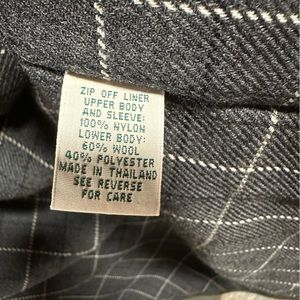 ZIP OFF LINER
UPPER BODY
AND SLEEVE:
100% NYLON
LOWER BODY:
60% WOOL
40% POLYESTER
MADE IN THAILAND
SEE REVERSE
FOR CARE